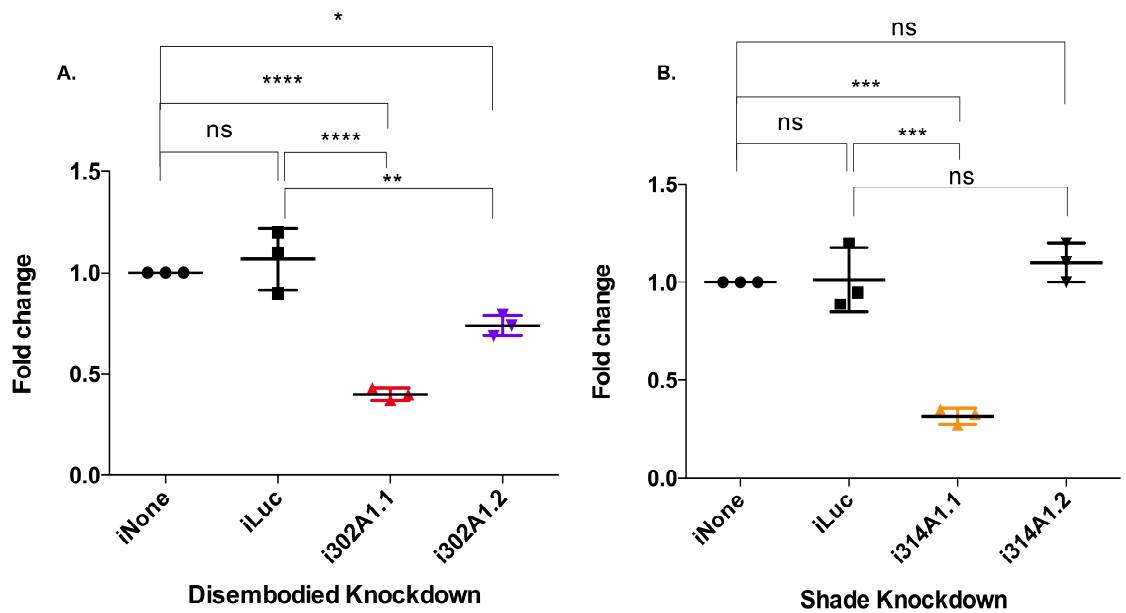 A.
*
****
ns
****
**
1.5
1.0
0.5
0.0
Fold change
iNone
iLuc
i302A1.1
i302A1.2
Disembodied Knockdown
B.
ns
***
ns
***
ns
1.5
1.0
0.5
0.0
Fold change
iNone
iLuc
i314A1.1
i314A1.2
Shade Knockdown